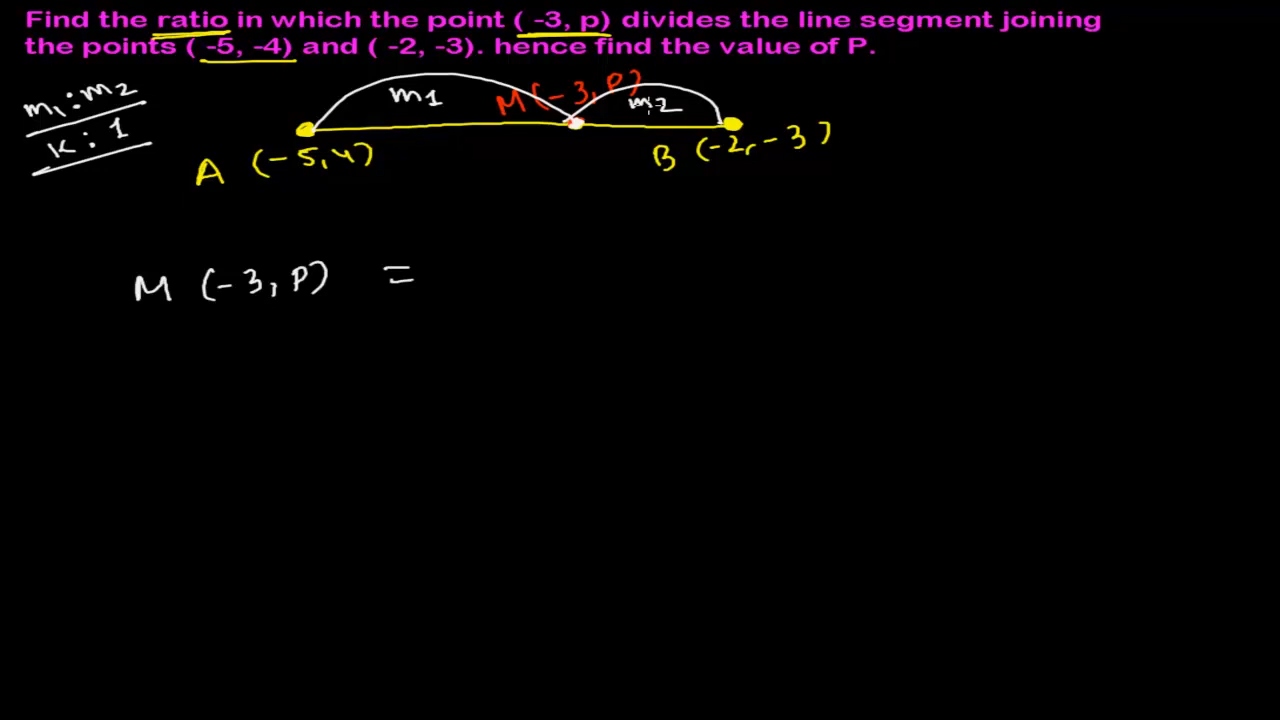 Find the ratio in which the point ( -3, p) divides the line segment joining
the points ( -5, -4) and ( -2, -3). hence find the value of P.
m1 : m2
k : 1
m1
M (-3, P)
m2
A (-5, 4)
B (-2, -3)
M (-3, P) =